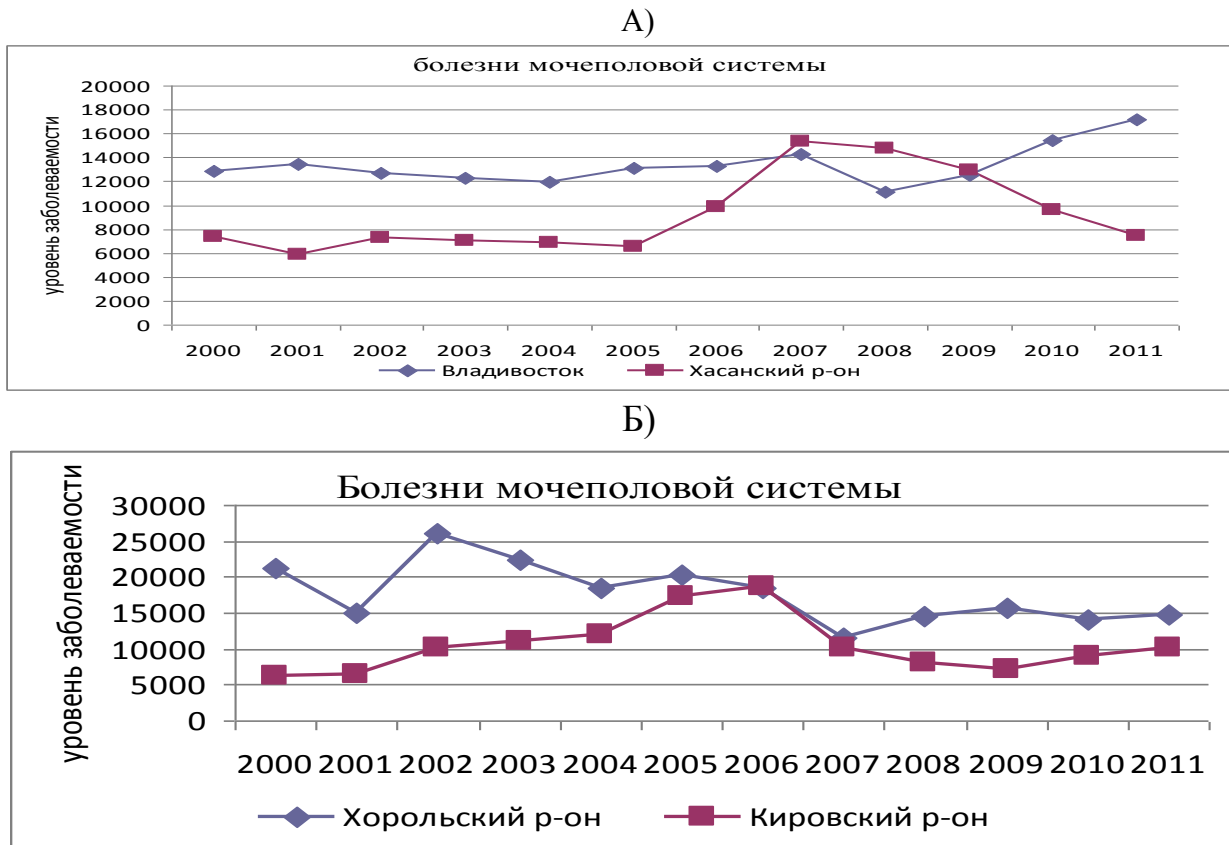 А)
болезни мочеполовой системы
уровень заболеваемости
20000
18000
16000
14000
12000
10000
8000
6000
4000
2000
0
2000 2001 2002 2003 2004 2005 2006 2007 2008 2009 2010 2011
Владивосток Хасанский р-он
Б)
Болезни мочеполовой системы
уровень заболеваемости
30000
25000
20000
15000
10000
5000
0
2000 2001 2002 2003 2004 2005 2006 2007 2008 2009 2010 2011
Хорольский р-он Кировский р-он